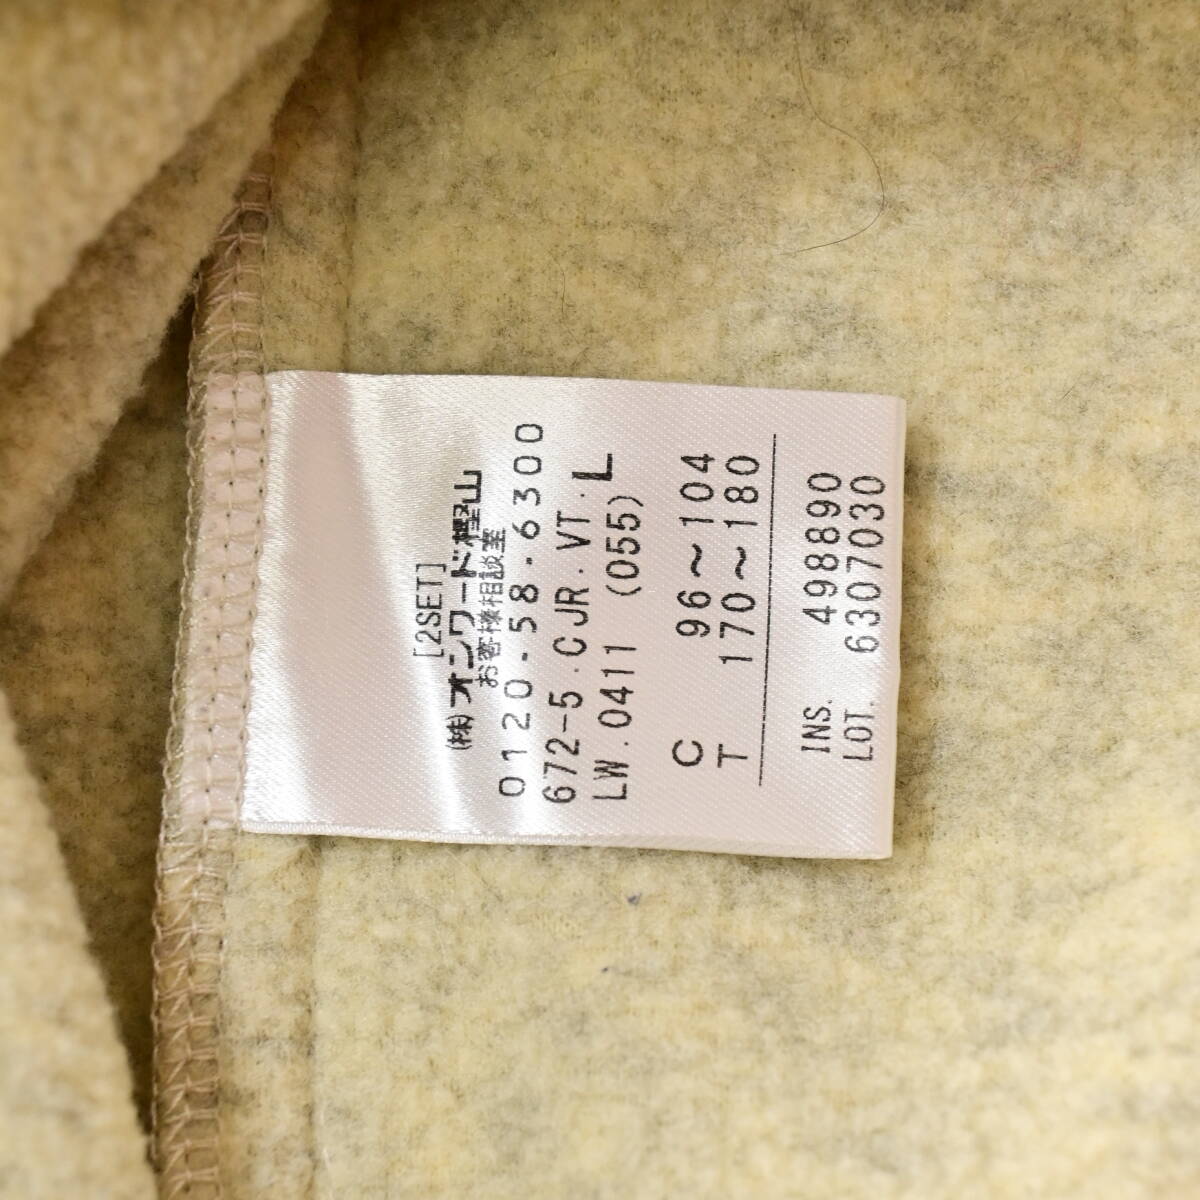 [2SET]
(株)オンワード樫山
お客様相談室
0120-58-6300
672-5.CJR.VT.L
LW.0411 (055)
C 96〜104
T 170〜180
INS. 498890
LOT. 6307030